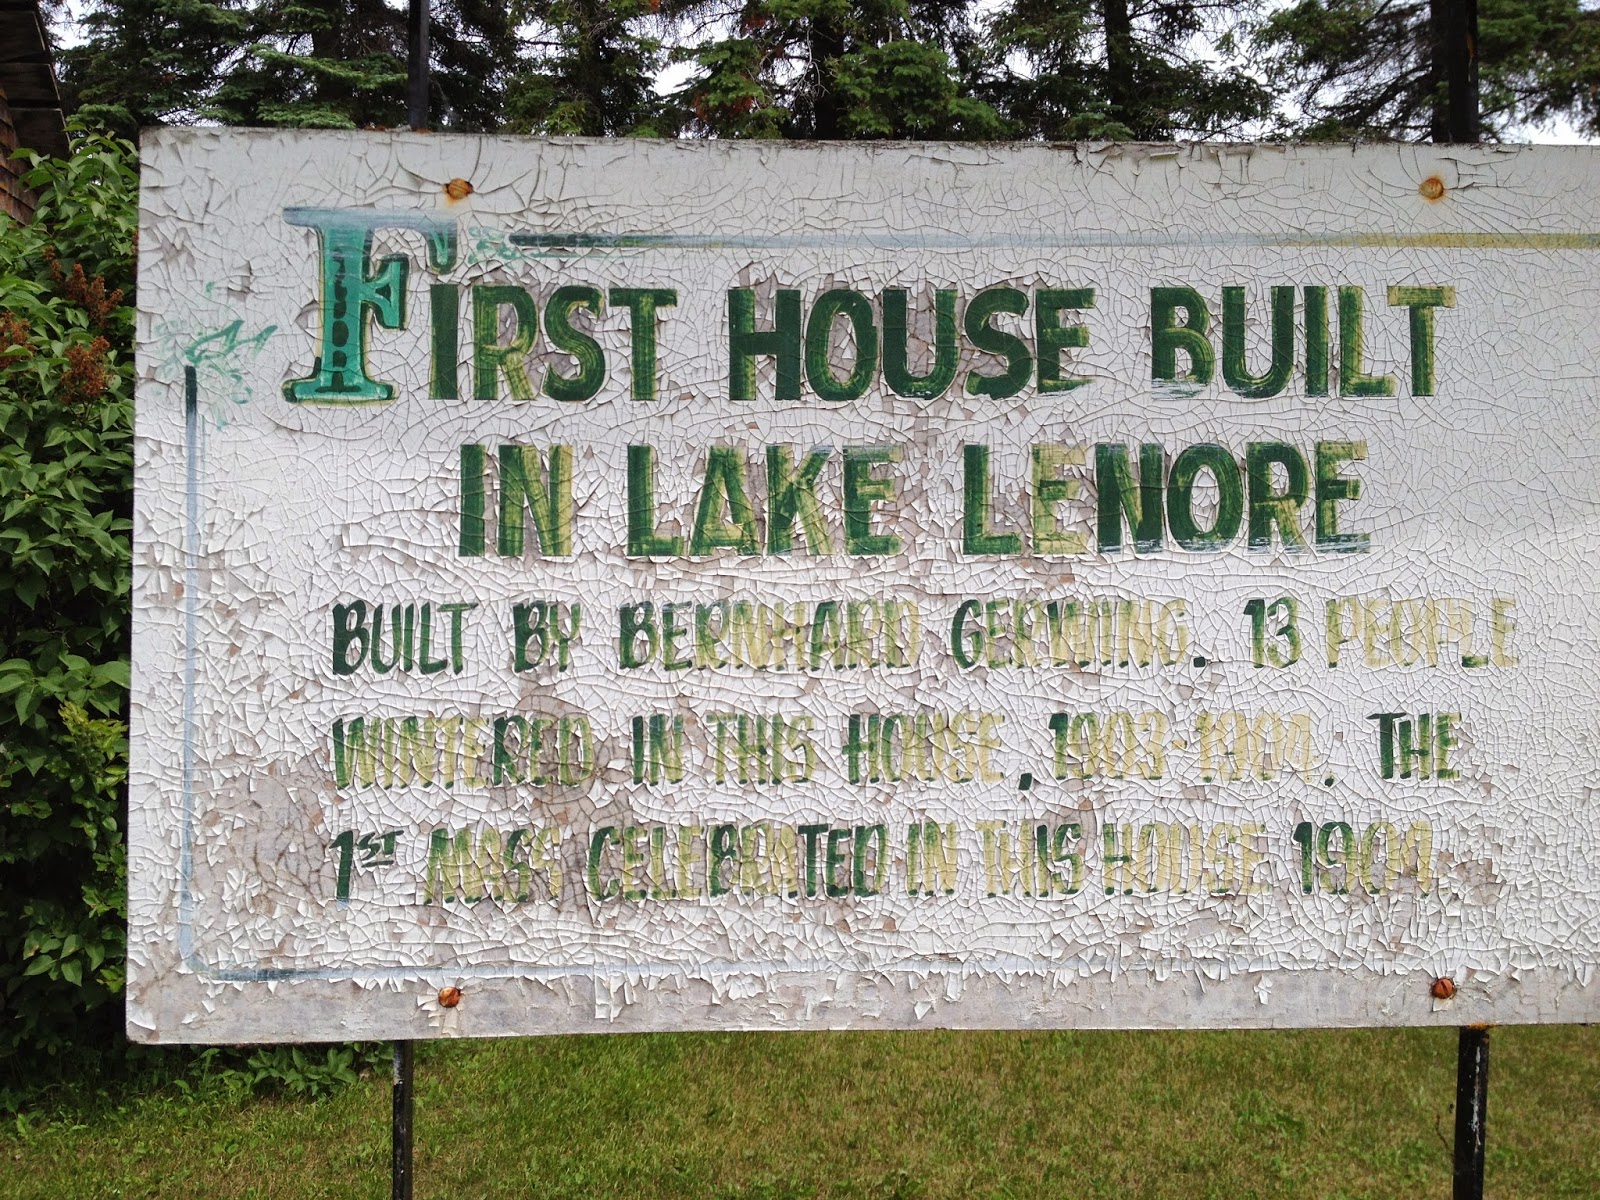 FIRST HOUSE BUILT
IN LAKE LENORE
BUILT BY BERNHARD GERWING. 13 PEOPLE
WINTERED IN THIS HOUSE, 1903-1904. THE
1ST MASS CELEBRATED IN THIS HOUSE 1904.